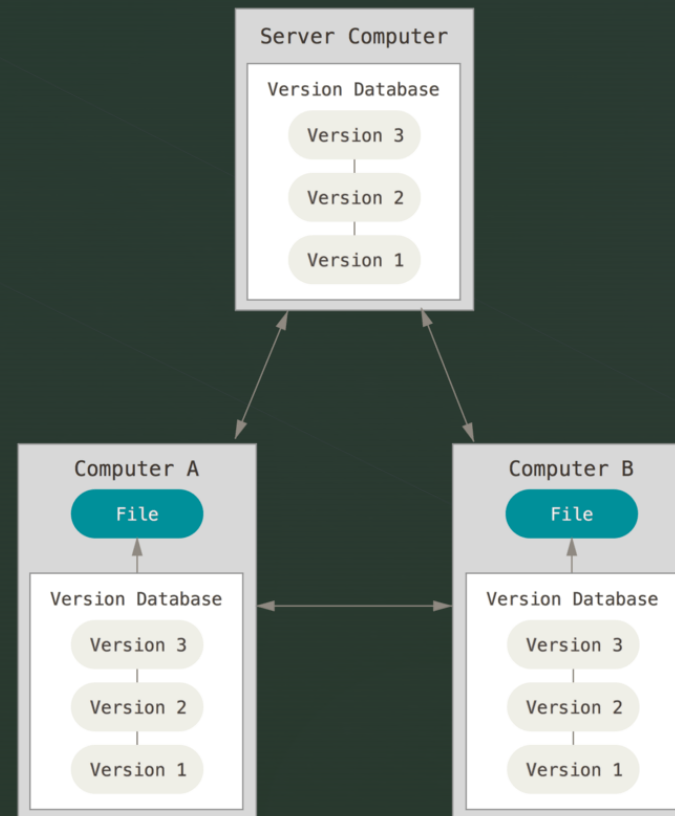 Server Computer
Version Database
Version 3
Version 2
Version 1
Computer A
File
Version Database
Version 3
Version 2
Version 1
Computer B
File
Version Database
Version 3
Version 2
Version 1